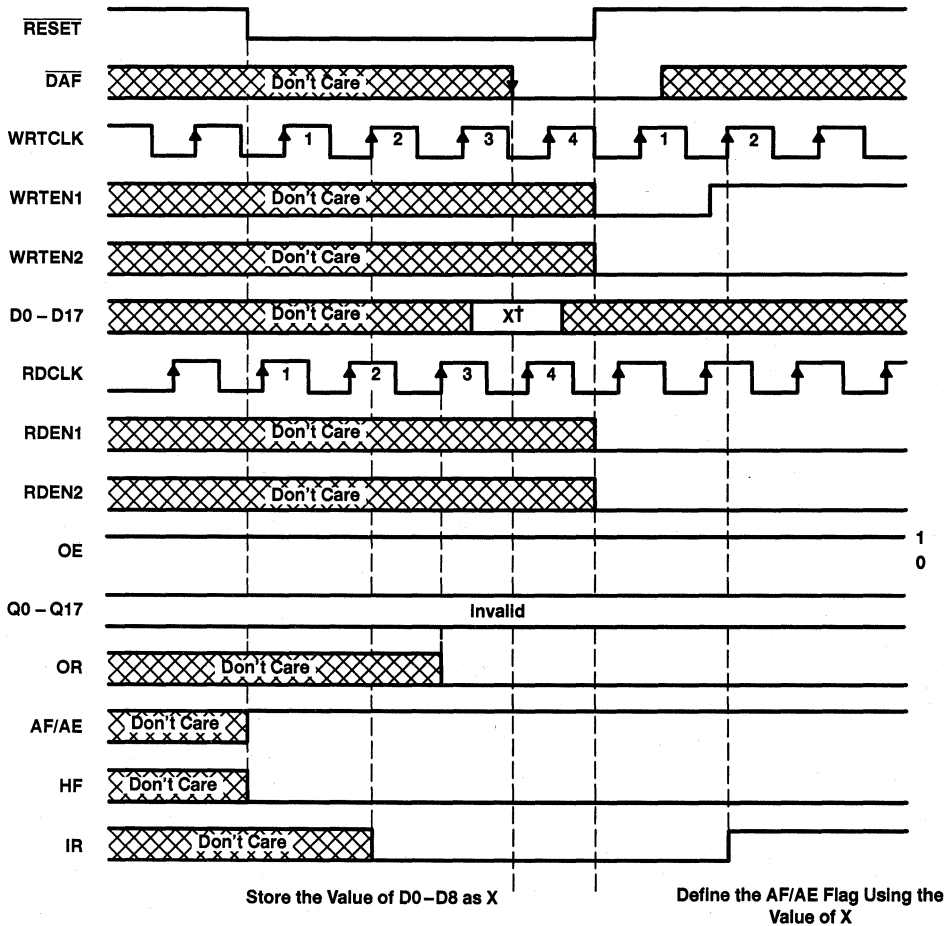 RESET
DAF Don't Care
WRTCLK 1 2 3 4 1 2
WRTEN1 Don't Care
WRTEN2 Don't Care
D0 – D17 Don't Care X†
RDCLK 1 2 3 4
RDEN1 Don't Care
RDEN2 Don't Care
OE 1
0
Q0 – Q17 Invalid
OR Don't Care
AF/AE Don't Care
HF Don't Care
IR Don't Care
Store the Value of D0–D8 as X
Define the AF/AE Flag Using the
Value of X